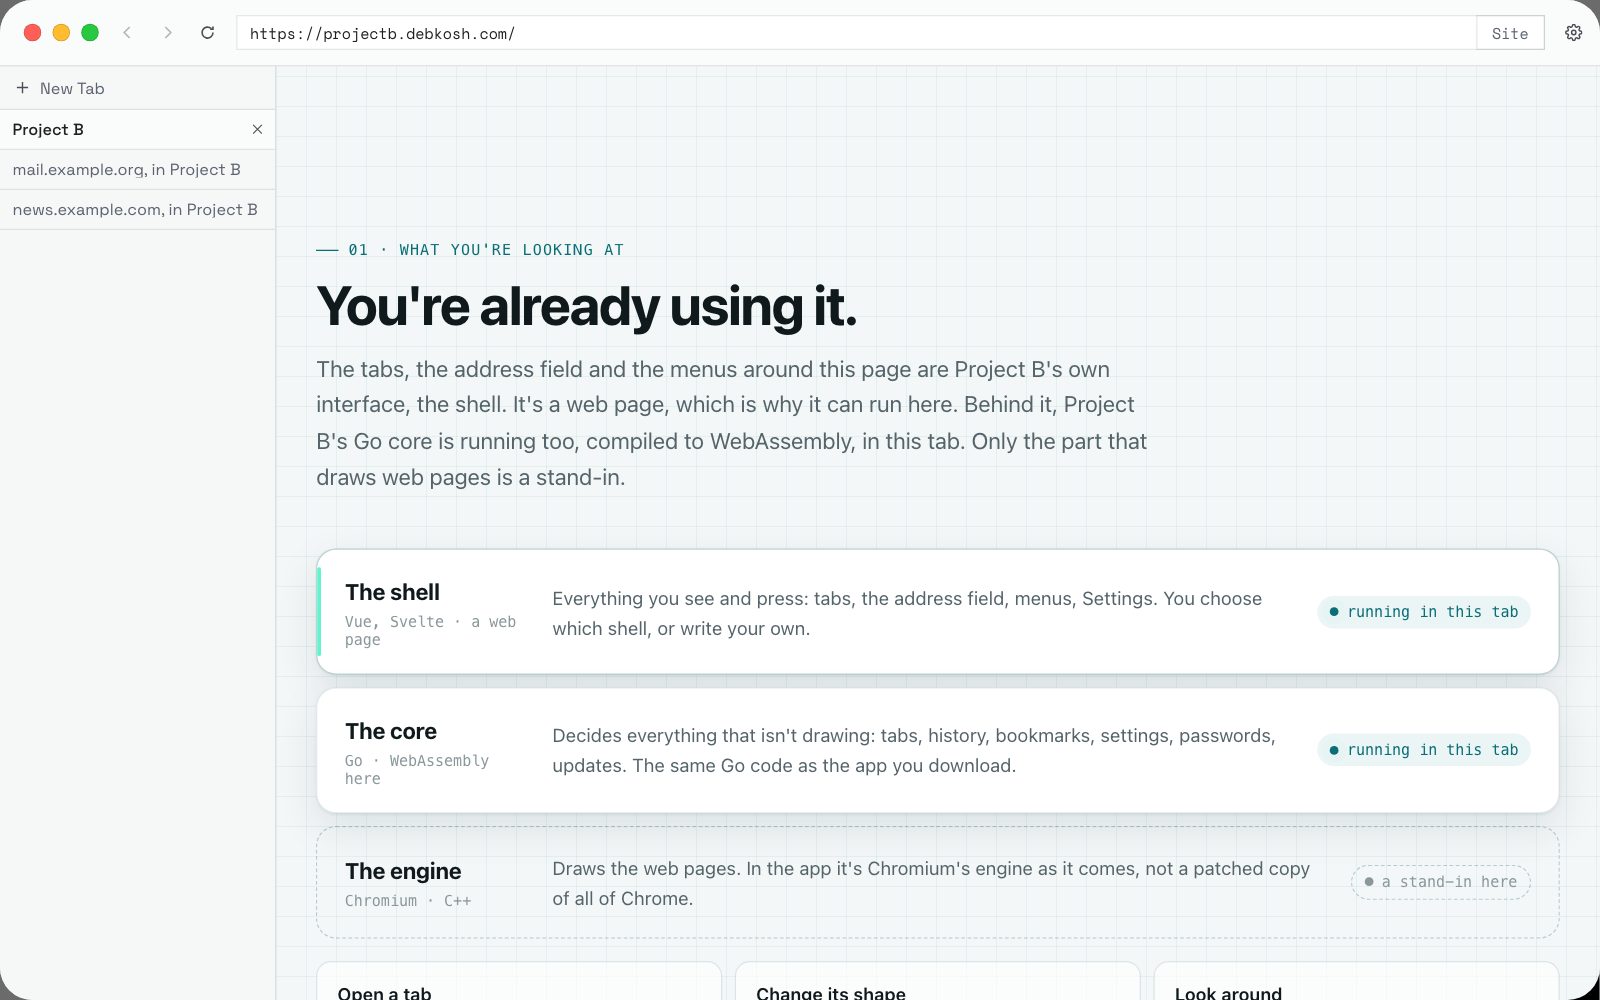 https://projectb.debkosh.com/
Site
New Tab
Project B
mail.example.org, in Project B
news.example.com, in Project B
01 · WHAT YOU'RE LOOKING AT
You're already using it.
The tabs, the address field and the menus around this page are Project B's own
interface, the shell. It's a web page, which is why it can run here. Behind it, Project
B's Go core is running too, compiled to WebAssembly, in this tab. Only the part that
draws web pages is a stand-in.
The shell
Vue, Svelte · a web
page
Everything you see and press: tabs, the address field, menus, Settings. You choose
which shell, or write your own.
running in this tab
The core
Go · WebAssembly
here
Decides everything that isn't drawing: tabs, history, bookmarks, settings, passwords,
updates. The same Go code as the app you download.
running in this tab
The engine
Chromium · C++
Draws the web pages. In the app it's Chromium's engine as it comes, not a patched copy
of all of Chrome.
a stand-in here
Open a tab
Change its shape
Look around